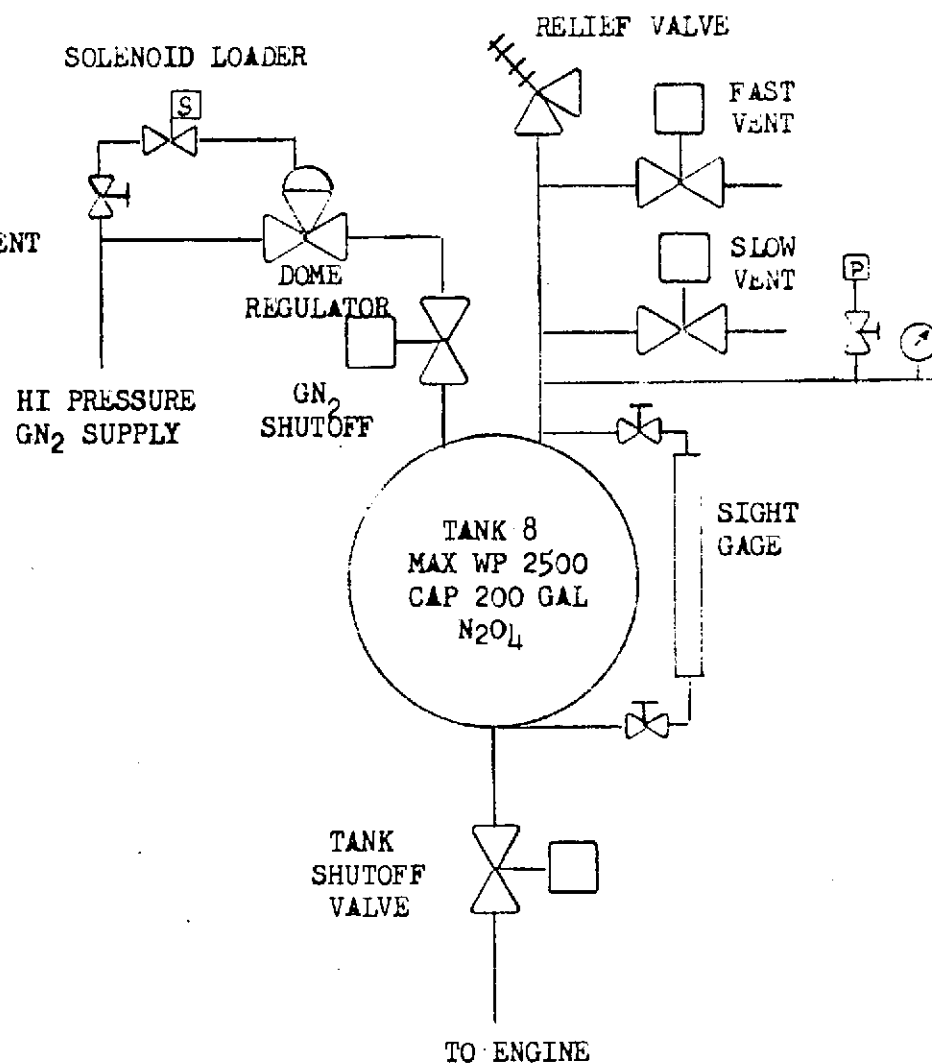 RELIEF VALVE
SOLENOID LOADER
S
FAST
VENT
ENT
SLOW
VENT
P
DOME
REGULATOR
HI PRESSURE
GN2 SUPPLY
GN2
SHUTOFF
TANK 8
MAX WP 2500
CAP 200 GAL
N2O4
SIGHT
GAGE
TANK
SHUTOFF
VALVE
TO ENGINE